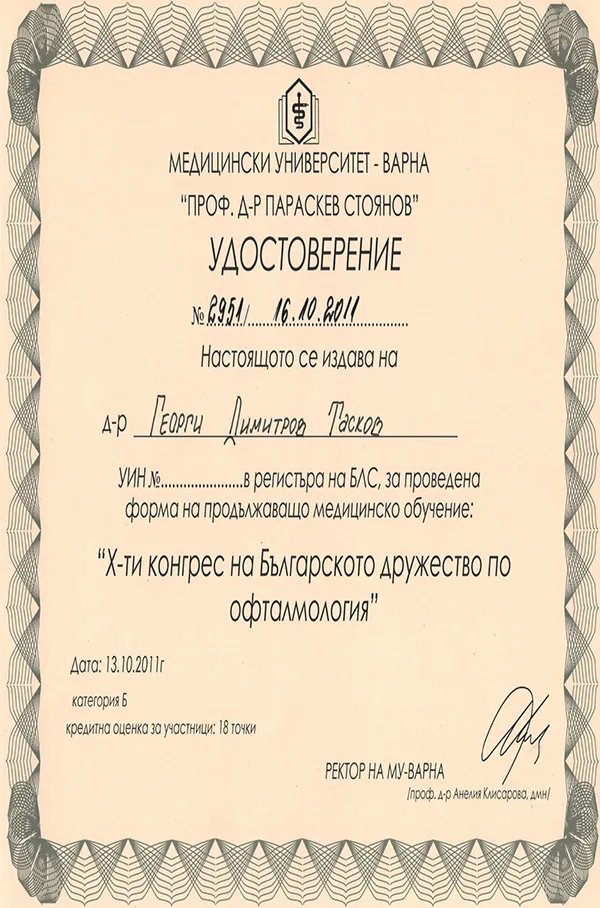 МЕДИЦИНСКИ УНИВЕРСИТЕТ - ВАРНА
"ПРОФ. Д-Р ПАРАСКЕВ СТОЯНОВ"
УДОСТОВЕРЕНИЕ
№ 2951/ 16.10.2011
Настоящото се издава на
д-р Георги Димитров Тасков
УИН №......................в регистъра на БЛС, за проведена
форма на продължаващо медицинско обучение:
"X-ти конгрес на Българското дружество по
офталмология"
Дата: 13.10.2011г
категория Б
кредитна оценка за участници: 18 точки
РЕКТОР НА МУ-ВАРНА
/проф. д-р Анелия Клисарова, дмн/